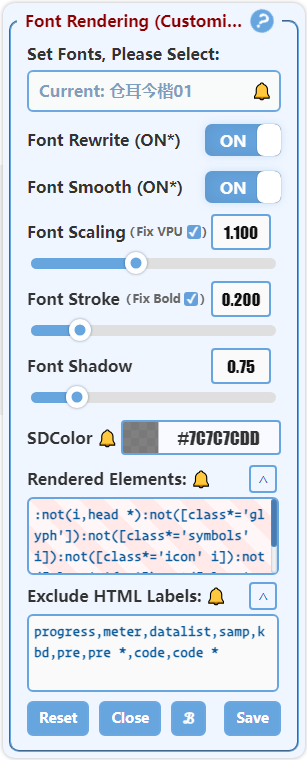 Font Rendering (Customi...
?
Set Fonts, Please Select:
Current: 仓耳今楷01
Font Rewrite (ON*) ON
Font Smooth (ON*) ON
Font Scaling (Fix VPU ) 1.100
Font Stroke (Fix Bold ) 0.200
Font Shadow 0.75
SDColor #7C7C7CDD
Rendered Elements: ^
:not(i,head *):not([class*='gl
yph']):not([class*='symbols'
i]):not([class*='icon' i]):not
Exclude HTML Labels: ^
progress,meter,datalist,samp,k
bd,pre,pre *,code,code *
Reset Close B Save